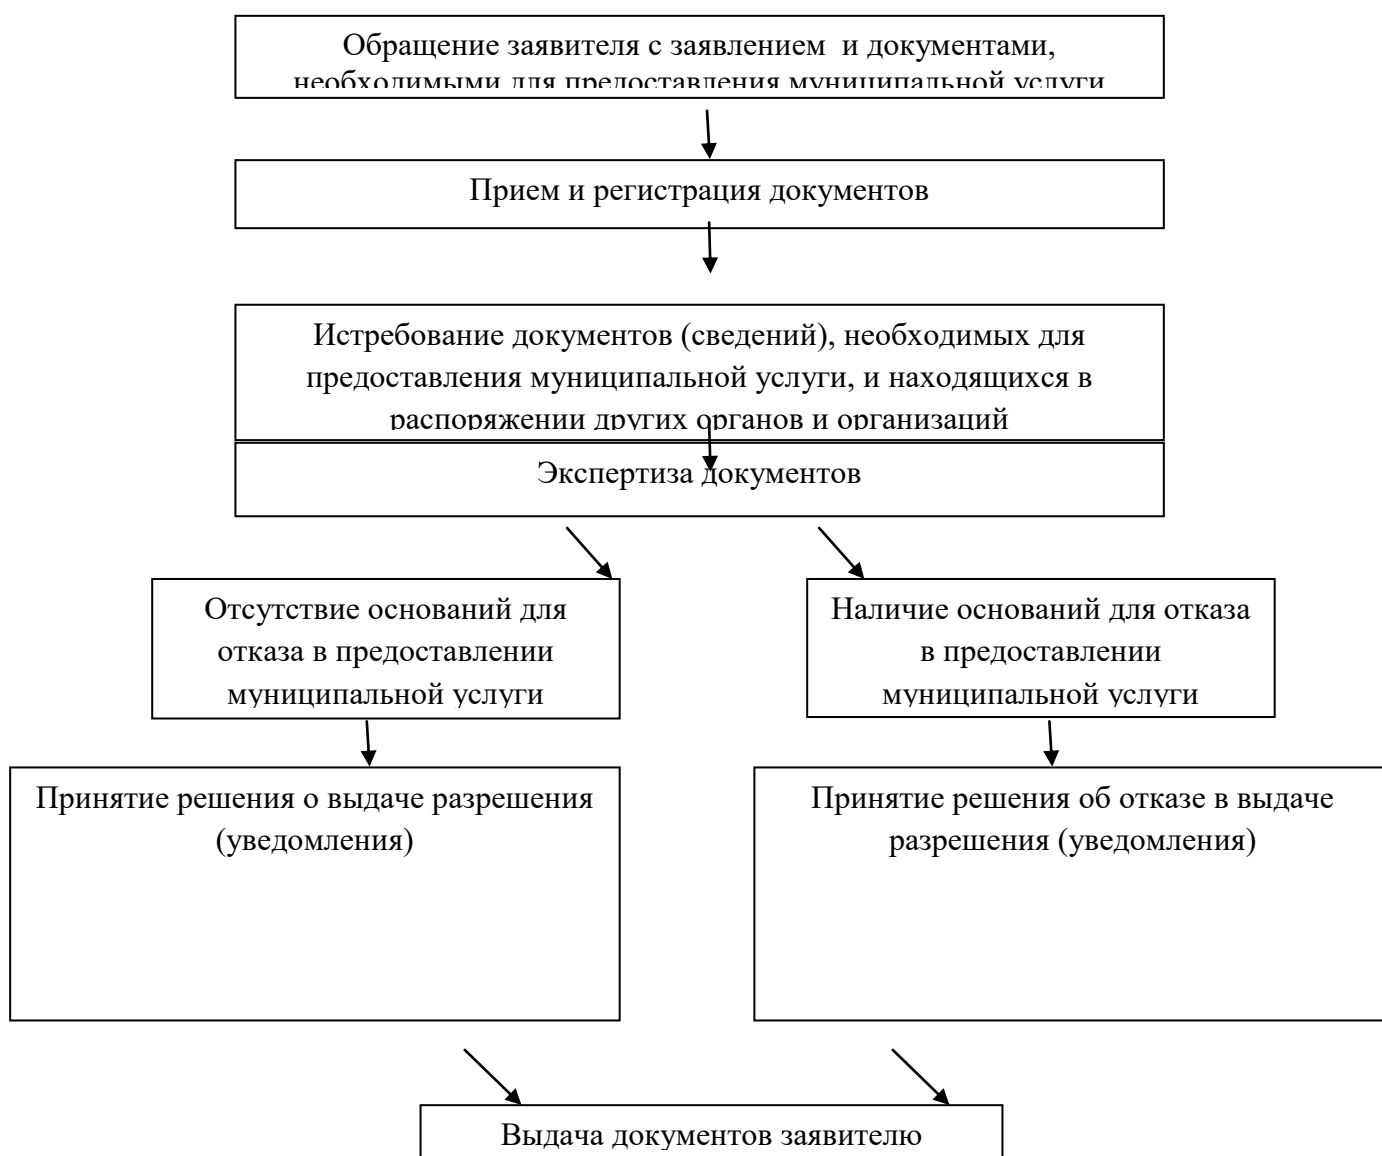 Обращение заявителя с заявлением  и документами,
необходимыми для предоставления муниципальной услуги
Прием и регистрация документов
Истребование документов (сведений), необходимых для
предоставления муниципальной услуги, и находящихся в
распоряжении других органов и организаций
Экспертиза документов
Отсутствие оснований для
отказа в предоставлении
муниципальной услуги
Наличие оснований для отказа
в предоставлении
муниципальной услуги
Принятие решения о выдаче разрешения
(уведомления)
Принятие решения об отказе в выдаче
разрешения (уведомления)
Выдача документов заявителю